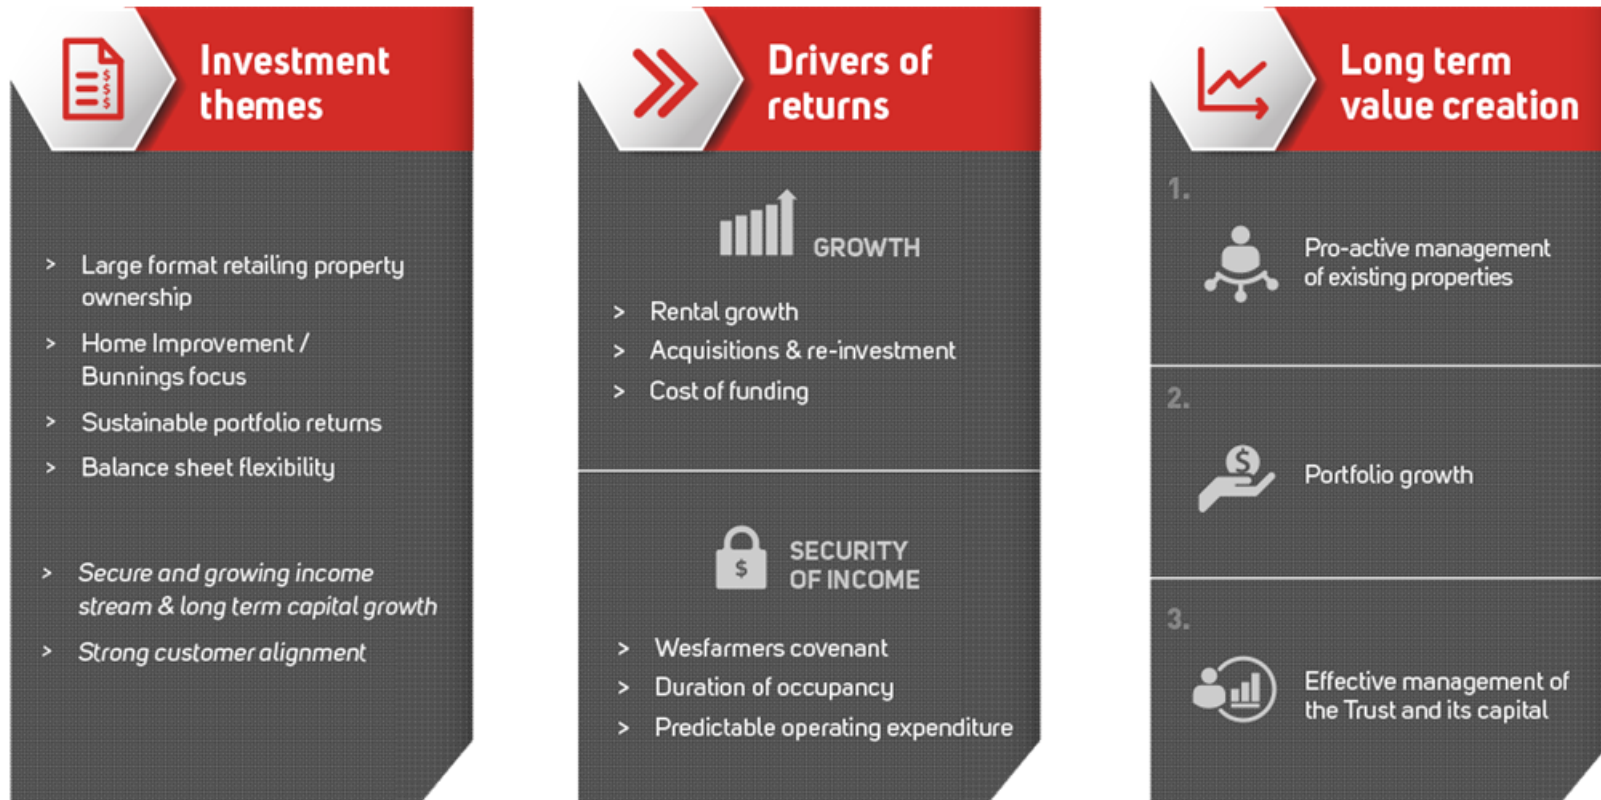 Investment
themes
$
$
$
> Large format retailing property
ownership
> Home Improvement /
Bunnings focus
> Sustainable portfolio returns
> Balance sheet flexibility
> Secure and growing income
stream & long term capital growth
> Strong customer alignment
Drivers of
returns
GROWTH
> Rental growth
> Acquisitions & re-investment
> Cost of funding
$
SECURITY
OF INCOME
> Wesfarmers covenant
> Duration of occupancy
> Predictable operating expenditure
Long term
value creation
1.
Pro-active management
of existing properties
2.
$
Portfolio growth
3.
Effective management of
the Trust and its capital